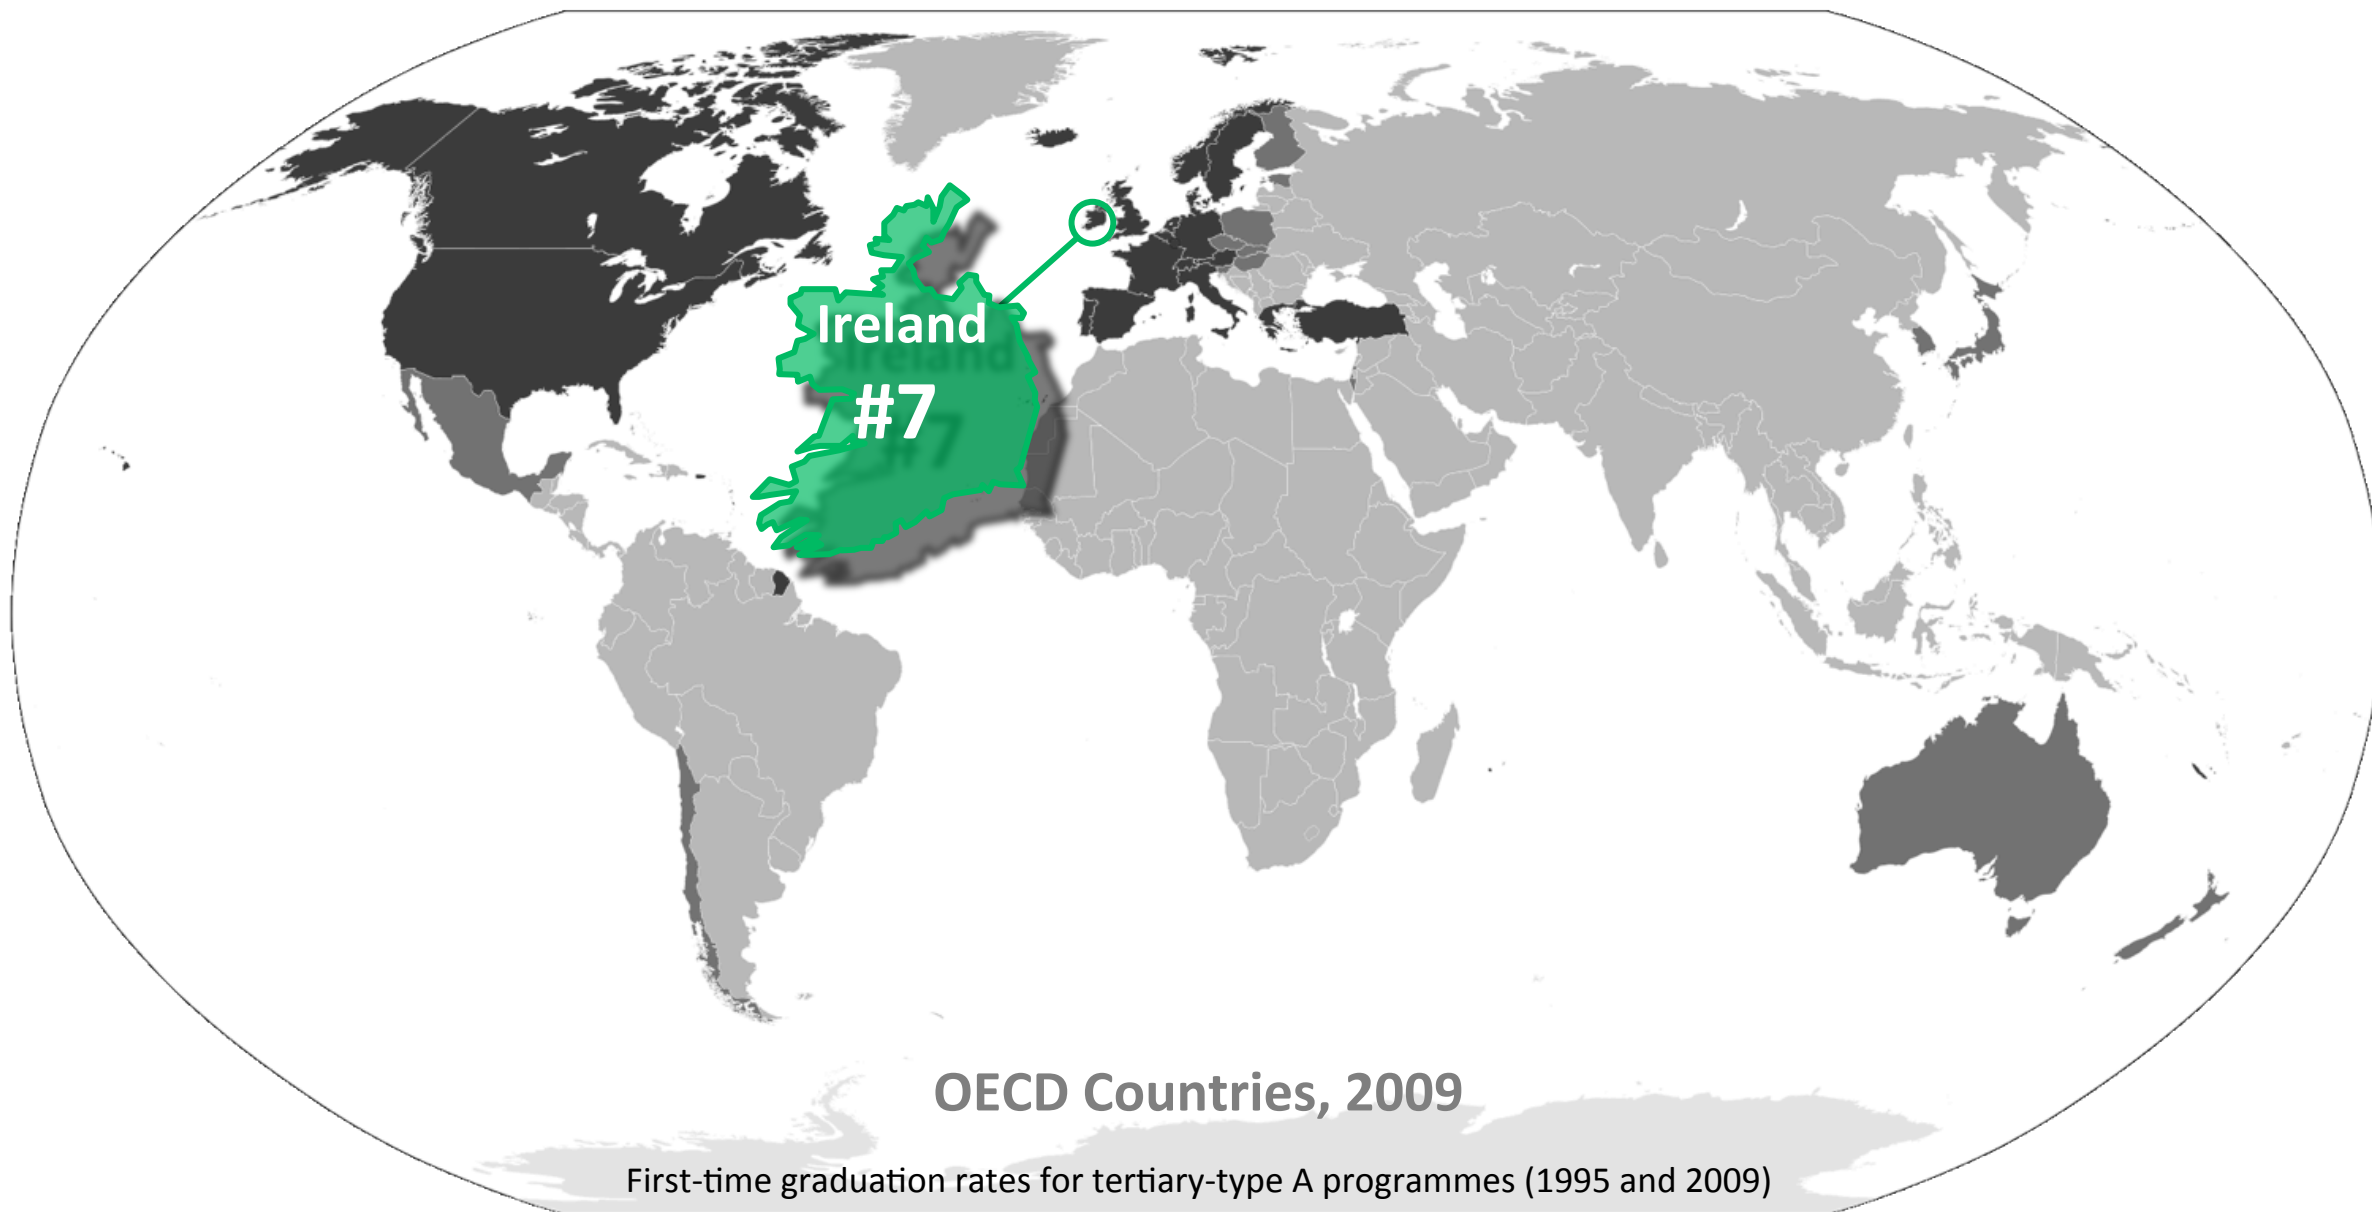 Ireland
#7
OECD Countries, 2009
First-time graduation rates for tertiary-type A programmes (1995 and 2009)